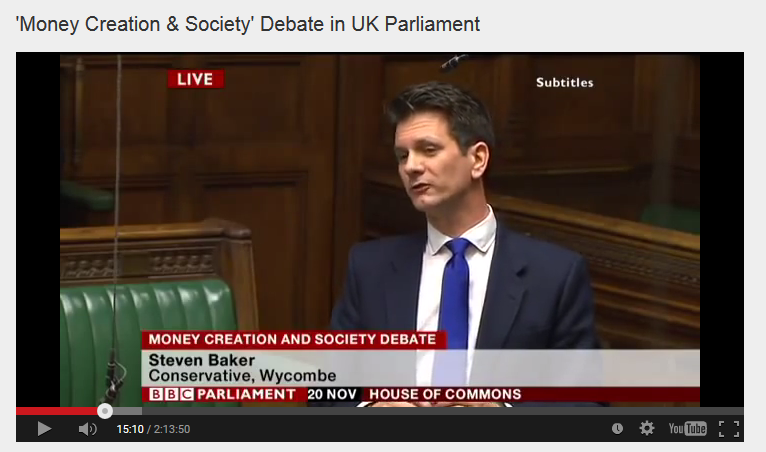 'Money Creation & Society' Debate in UK Parliament
LIVE
Subtitles
MONEY CREATION AND SOCIETY DEBATE
Steven Baker
Conservative, Wycombe
BBC PARLIAMENT 20 NOV HOUSE OF COMMONS
15:10 / 2:13:50
YouTube